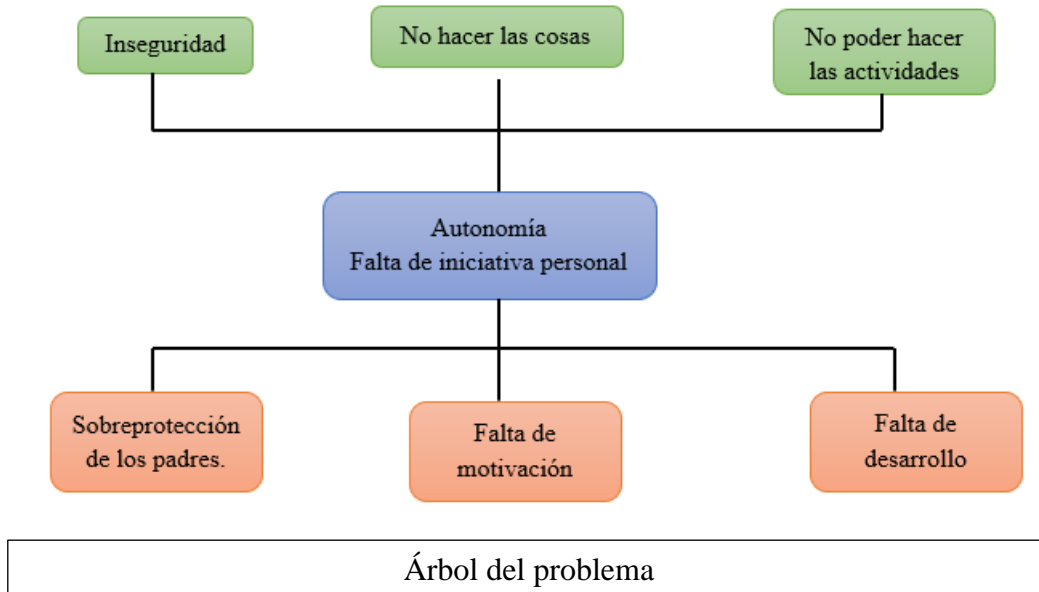 Inseguridad
No hacer las cosas
No poder hacer
las actividades
Autonomía
Falta de iniciativa personal
Sobreprotección
de los padres.
Falta de
motivación
Falta de
desarrollo
Árbol del problema